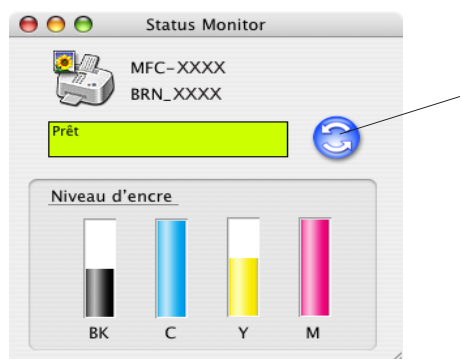 Status Monitor
MFC-XXXX
BRN_XXXX
Prêt
Niveau d'encre
BK C Y M